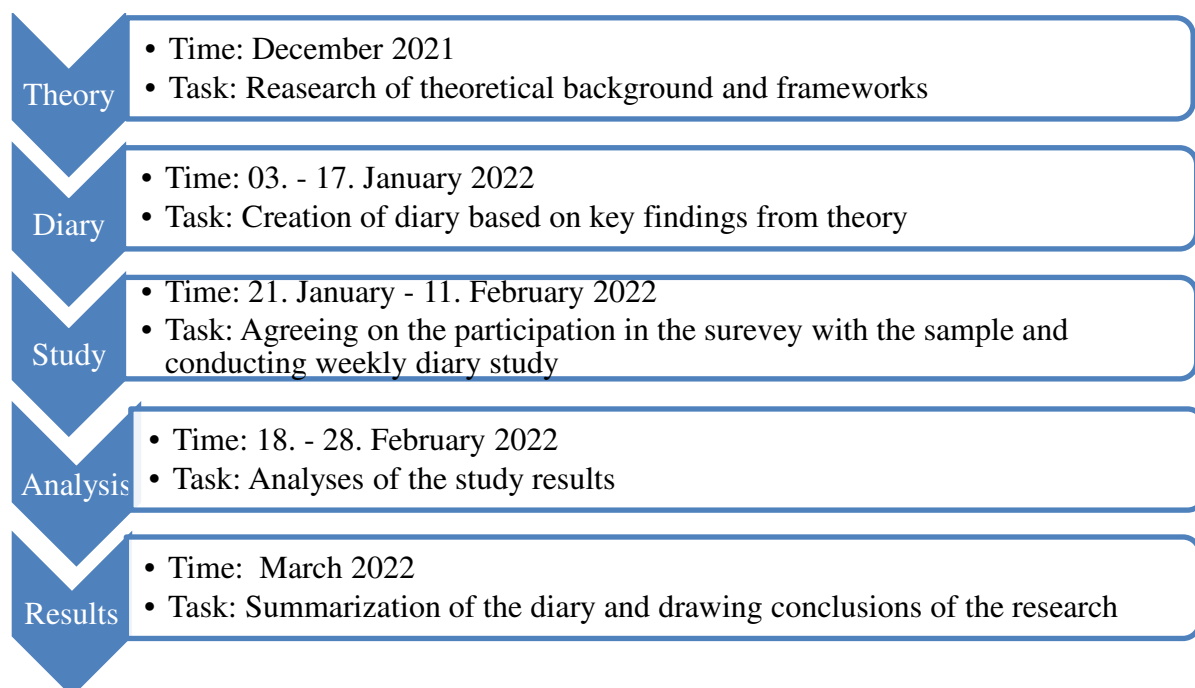 Theory
• Time: December 2021
• Task: Reasearch of theoretical background and frameworks
Diary
• Time: 03. - 17. January 2022
• Task: Creation of diary based on key findings from theory
Study
• Time: 21. January - 11. February 2022
• Task: Agreeing on the participation in the surevey with the sample and
conducting weekly diary study
Analysis
• Time: 18. - 28. February 2022
• Task: Analyses of the study results
Results
• Time:  March 2022
• Task: Summarization of the diary and drawing conclusions of the research